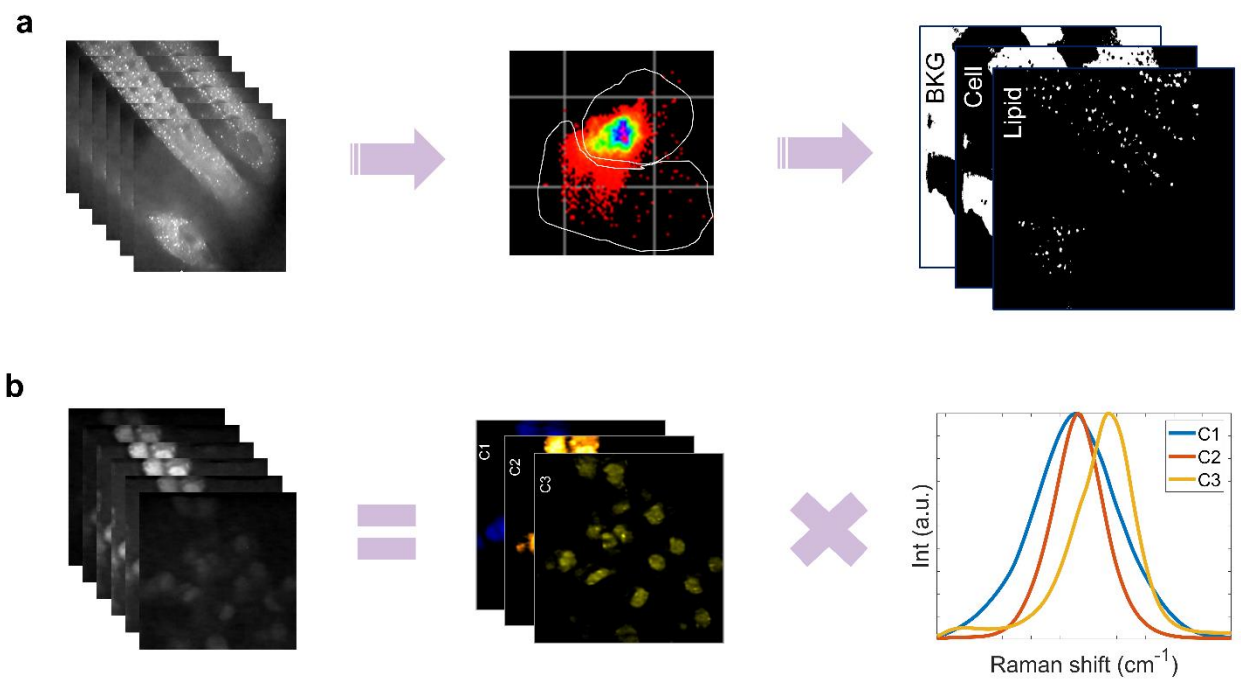 a
BKG
Cell
Lipid
b
C1
C2
C3
Int (a.u.)
C1
C2
C3
Raman shift (cm⁻¹)